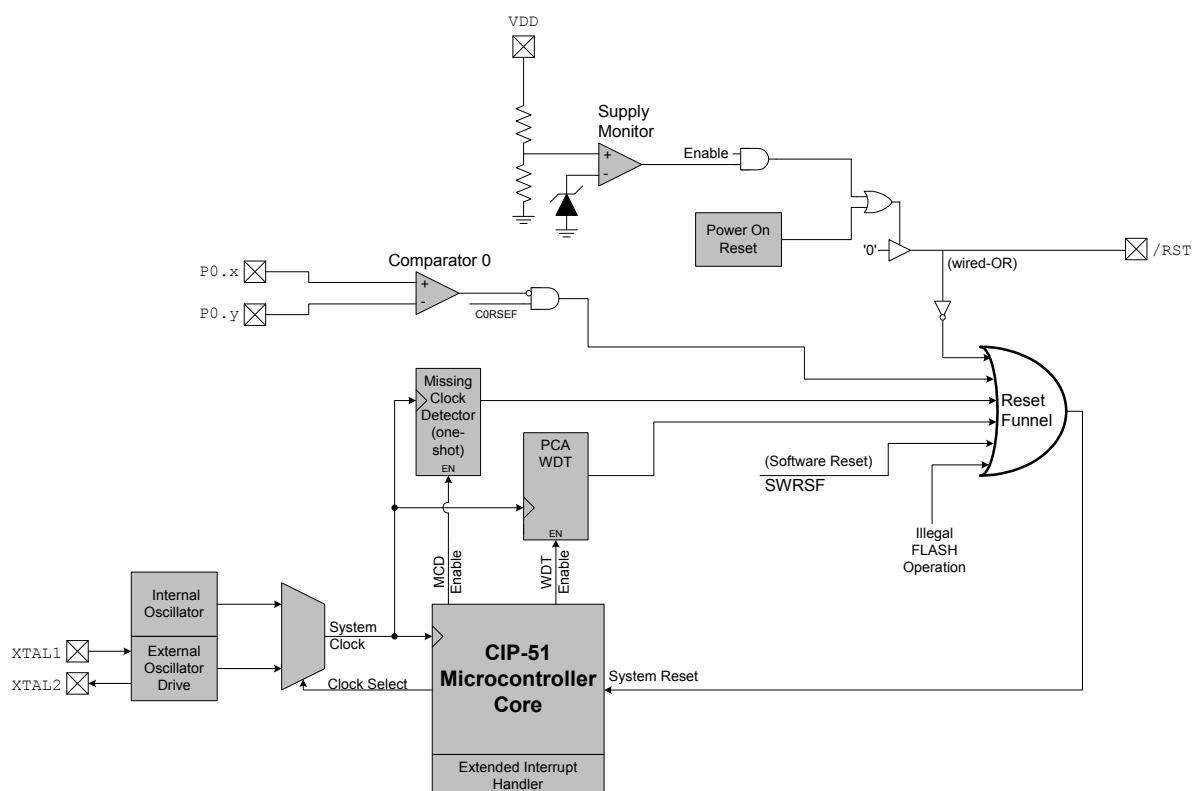 VDD
Supply
Monitor
+
-
Enable
Power On
Reset
'0'
(wired-OR)
/RST
P0.x
P0.y
Comparator 0
+
-
C0RSEF
Missing
Clock
Detector
(one-
shot)
EN
PCA
WDT
EN
Reset
Funnel
(Software Reset)
SWRSF
Illegal
FLASH
Operation
MCD
Enable
WDT
Enable
Internal
Oscillator
External
Oscillator
Drive
XTAL1
XTAL2
System
Clock
Clock Select
CIP-51
Microcontroller
Core
System Reset
Extended Interrupt
Handler